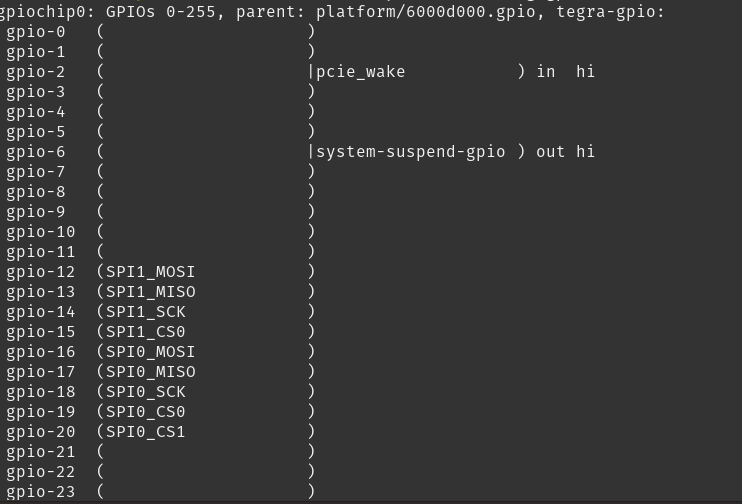 gpiochip0: GPIOs 0-255, parent: platform/6000d000.gpio, tegra-gpio:
 gpio-0   (                    )
 gpio-1   (                    )
 gpio-2   (                    |pcie_wake           ) in  hi
 gpio-3   (                    )
 gpio-4   (                    )
 gpio-5   (                    )
 gpio-6   (                    |system-suspend-gpio ) out hi
 gpio-7   (                    )
 gpio-8   (                    )
 gpio-9   (                    )
 gpio-10  (                    )
 gpio-11  (                    )
 gpio-12  (SPI1_MOSI           )
 gpio-13  (SPI1_MISO           )
 gpio-14  (SPI1_SCK            )
 gpio-15  (SPI1_CS0            )
 gpio-16  (SPI0_MOSI           )
 gpio-17  (SPI0_MISO           )
 gpio-18  (SPI0_SCK            )
 gpio-19  (SPI0_CS0            )
 gpio-20  (SPI0_CS1            )
 gpio-21  (                    )
 gpio-22  (                    )
 gpio-23  (                    )